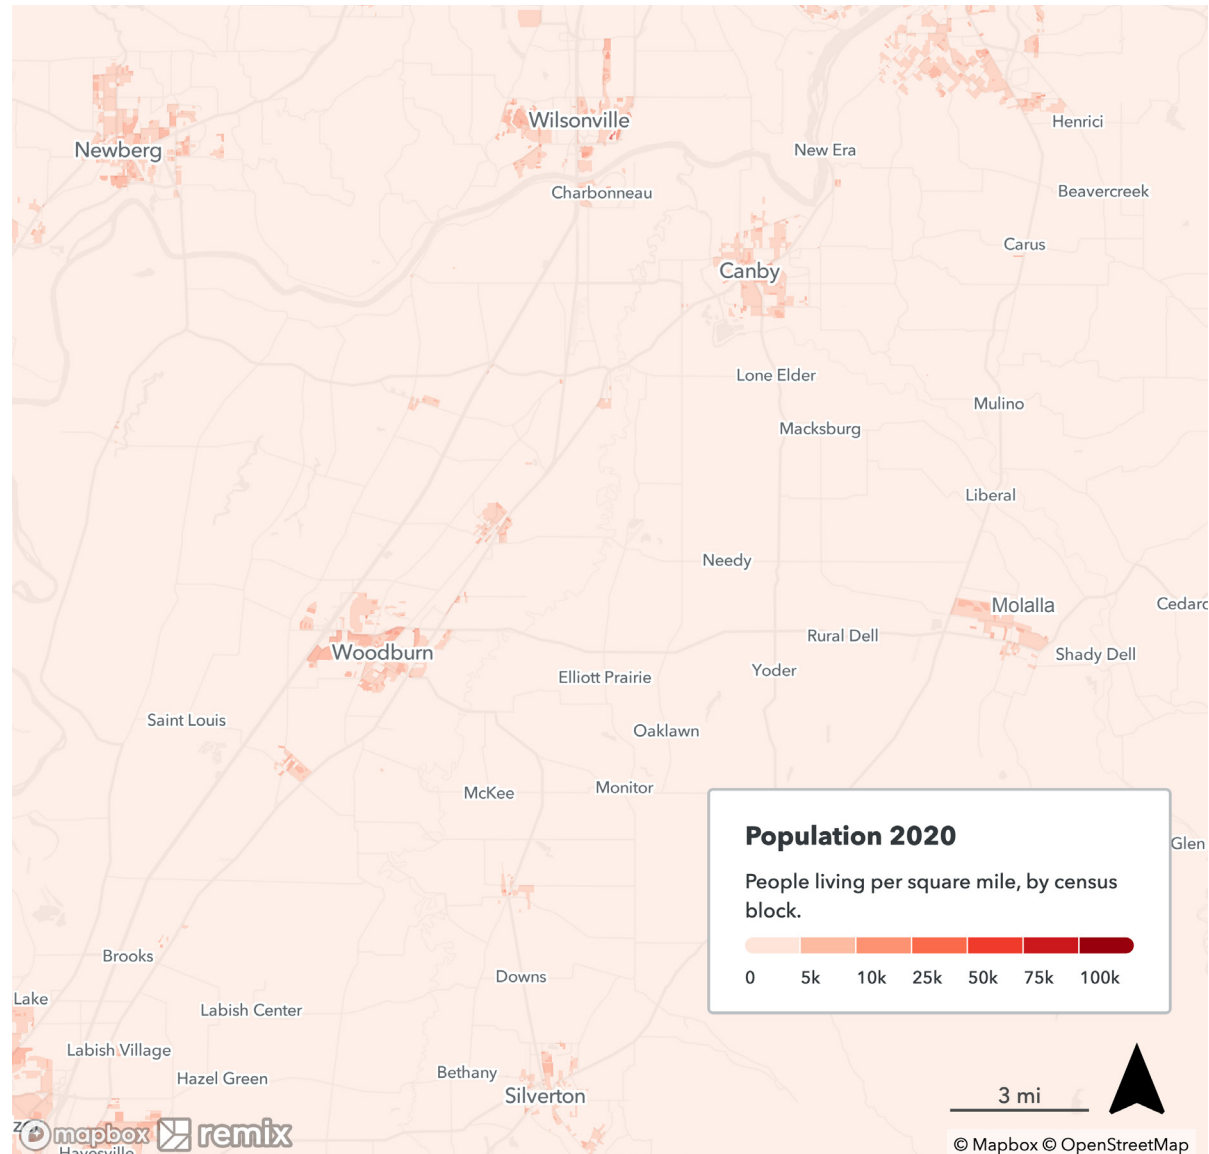 Wilsonville
Newberg
Henrici
New Era
Charbonneau
Beavercreek
Carus
Canby
Lone Elder
Mulino
Macksburg
Liberal
Needy
Molalla
Cedarc
Rural Dell
Woodburn
Shady Dell
Elliott Prairie
Yoder
Saint Louis
Oaklawn
McKee
Monitor
Population 2020
Glen
People living per square mile, by census
block.
0 5k 10k 25k 50k 75k 100k
Brooks
Downs
Lake
Labish Center
Labish Village
Bethany
Hazel Green
Silverton
3 mi
mapbox remix
Hayesville
© Mapbox © OpenStreetMap